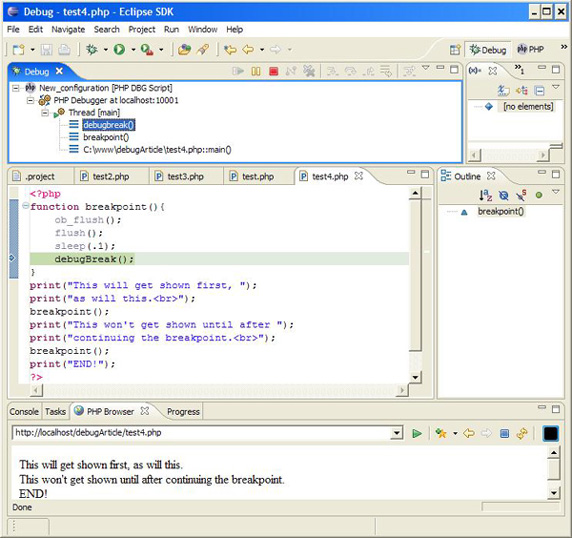 Debug - test4.php - Eclipse SDK
File Edit Navigate Search Project Run Window Help
Debug PHP
Debug
New_configuration [PHP DBG Script]
PHP Debugger at localhost:10001
Thread [main]
debugbreak()
breakpoint()
C:\www\debugArticle\test4.php::main()
(x)= 1
[no elements]
.project test2.php test3.php test.php test4.php
<?php
function breakpoint(){
ob_flush();
flush();
sleep(.1);
debugBreak();
}
print("This will get shown first, ");
print("as will this.<br>");
breakpoint();
print("This won't get shown until after ");
print("continuing the breakpoint.<br>");
breakpoint();
print("END!");
?>
Outline
breakpoint()
Console Tasks PHP Browser Progress
http://localhost/debugArticle/test4.php
This will get shown first, as will this.
This won't get shown until after continuing the breakpoint.
END!
Done